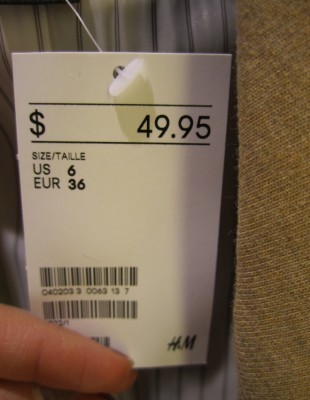 $ 49.95
SIZE/TAILLE
US 6
EUR 36
040203 3 0063 13 7
H&M